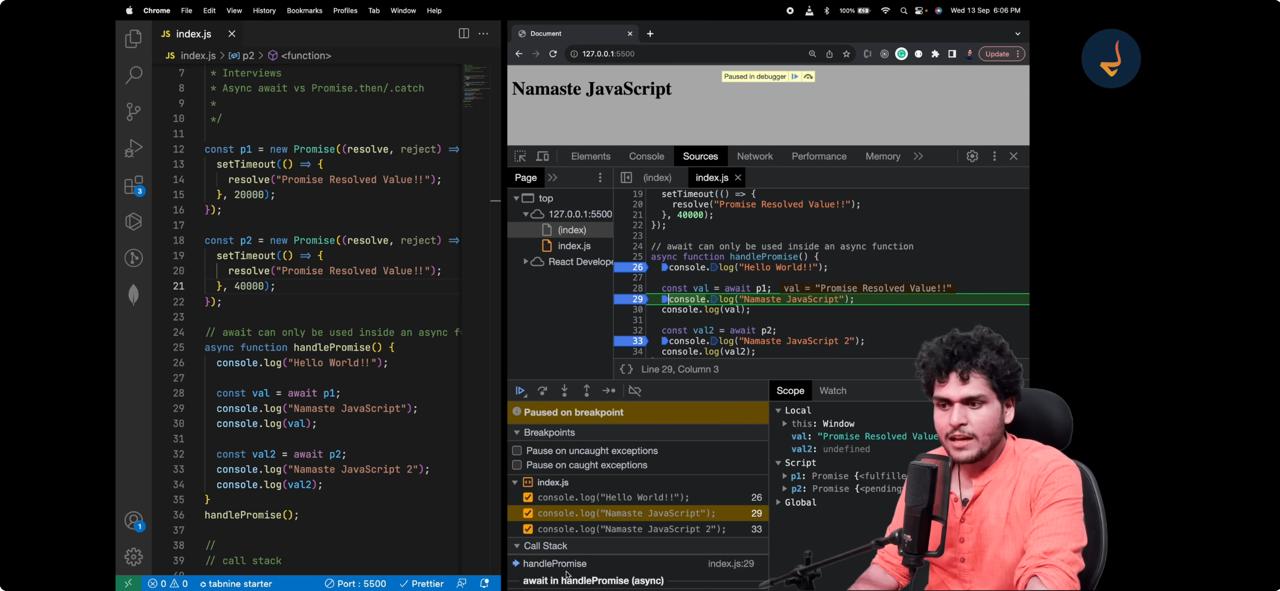 Chrome File Edit View History Bookmarks Profiles Tab Window Help
100% Wed 13 Sep 6:06 PM
JS index.js
JS index.js > p2 > <function>
7 * Interviews
8 * Async await vs Promise.then/.catch
9 *
10 */
11
12 const p1 = new Promise((resolve, reject) =>
13 setTimeout(() => {
14 resolve("Promise Resolved Value!!");
15 }, 20000);
16 });
17
18 const p2 = new Promise((resolve, reject) =>
19 setTimeout(() => {
20 resolve("Promise Resolved Value!!");
21 }, 40000);
22 });
23
24 // await can only be used inside an async f
25 async function handlePromise() {
26 console.log("Hello World!!");
27
28 const val = await p1;
29 console.log("Namaste JavaScript");
30 console.log(val);
31
32 const val2 = await p2;
33 console.log("Namaste JavaScript 2");
34 console.log(val2);
35 }
36 handlePromise();
37
38 //
39 // call stack
3
1
0 0 tabnine starter Port : 5500 Prettier
Document
127.0.0.1:5500 Update
Paused in debugger
Namaste JavaScript
Elements Console Sources Network Performance Memory
Page (index) index.js
top
127.0.0.1:5500
(index)
index.js
React Develope
19 setTimeout(() => {
20 resolve("Promise Resolved Value!!");
21 }, 40000);
22 });
23
24 // await can only be used inside an async function
25 async function handlePromise() {
26 console.log("Hello World!!");
28 const val = await p1; val = "Promise Resolved Value!!"
29 console.log("Namaste JavaScript");
30 console.log(val);
31
32 const val2 = await p2;
33 console.log("Namaste JavaScript 2");
34 console.log(val2);
{} Line 29, Column 3
Paused on breakpoint
Breakpoints
Pause on uncaught exceptions
Pause on caught exceptions
index.js
console.log("Hello World!!"); 26
console.log("Namaste JavaScript"); 29
console.log("Namaste JavaScript 2"); 33
Call Stack
handlePromise index.js:29
await in handlePromise (async)
Scope Watch
Local
this: Window
val: "Promise Resolved Value
val2: undefined
Script
p1: Promise {<fulfille
p2: Promise {<pending
Global